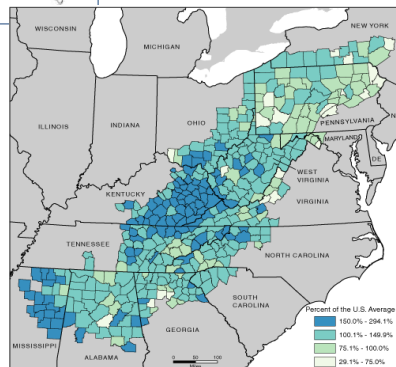 WISCONSIN
MICHIGAN
NEW YORK
ILLINOIS
INDIANA
OHIO
PENNSYLVANIA
MARYLAND
N
DE
WEST
VIRGINIA
KENTUCKY
VIRGINIA
TENNESSEE
NORTH CAROLINA
SOUTH
CAROLINA
MISSISSIPPI
ALABAMA
GEORGIA
Percent of the U.S. Average
150.0% - 294.1%
100.1% - 149.9%
75.1% - 100.0%
29.1% - 75.0%
0 50 100
Miles